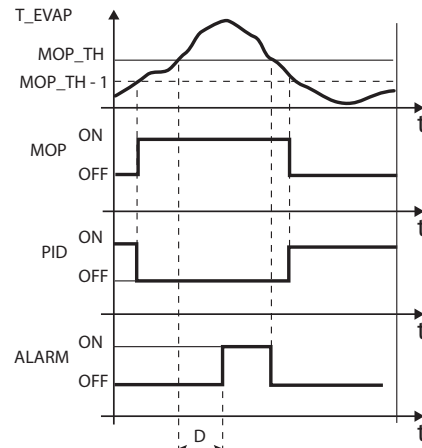 T_EVAP
MOP_TH
MOP_TH - 1
t
MOP
ON
OFF
t
PID
ON
OFF
t
ALARM
ON
OFF
t
D